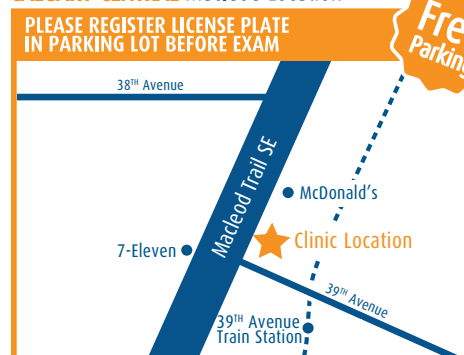 PLEASE REGISTER LICENSE PLATE
IN PARKING LOT BEFORE EXAM
Free
Parking
38TH Avenue
Macleod Trail SE
McDonald's
Clinic Location
7-Eleven
39TH Avenue
39TH Avenue
Train Station